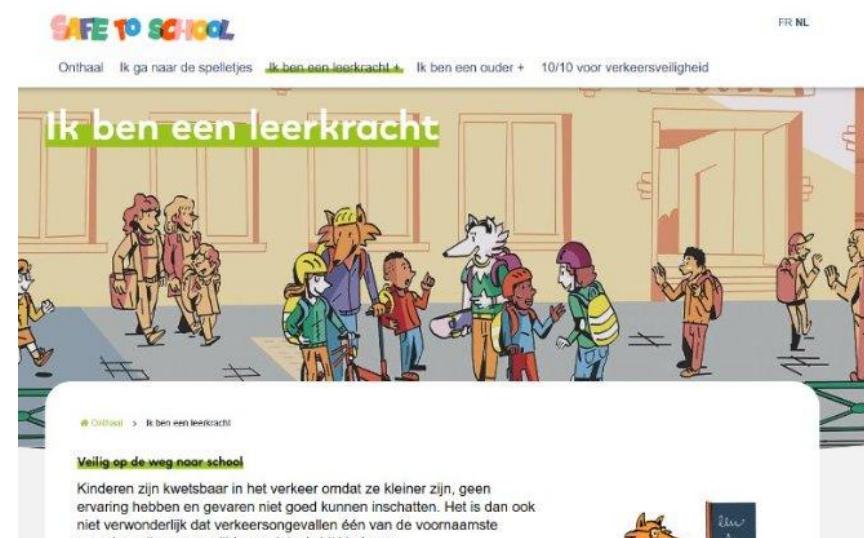 SAFE TO SCHOOL
FR NL
Onthaal Ik ga naar de spelletjes Ik ben een leerkracht + Ik ben een ouder + 10/10 voor verkeersveiligheid
Ik ben een leerkracht
Onthaal > Ik ben een leerkracht
Veilig op de weg naar school
Kinderen zijn kwetsbaar in het verkeer omdat ze kleiner zijn, geen
ervaring hebben en gevaren niet goed kunnen inschatten. Het is dan ook
niet verwonderlijk dat verkeersongevallen één van de voornaamste